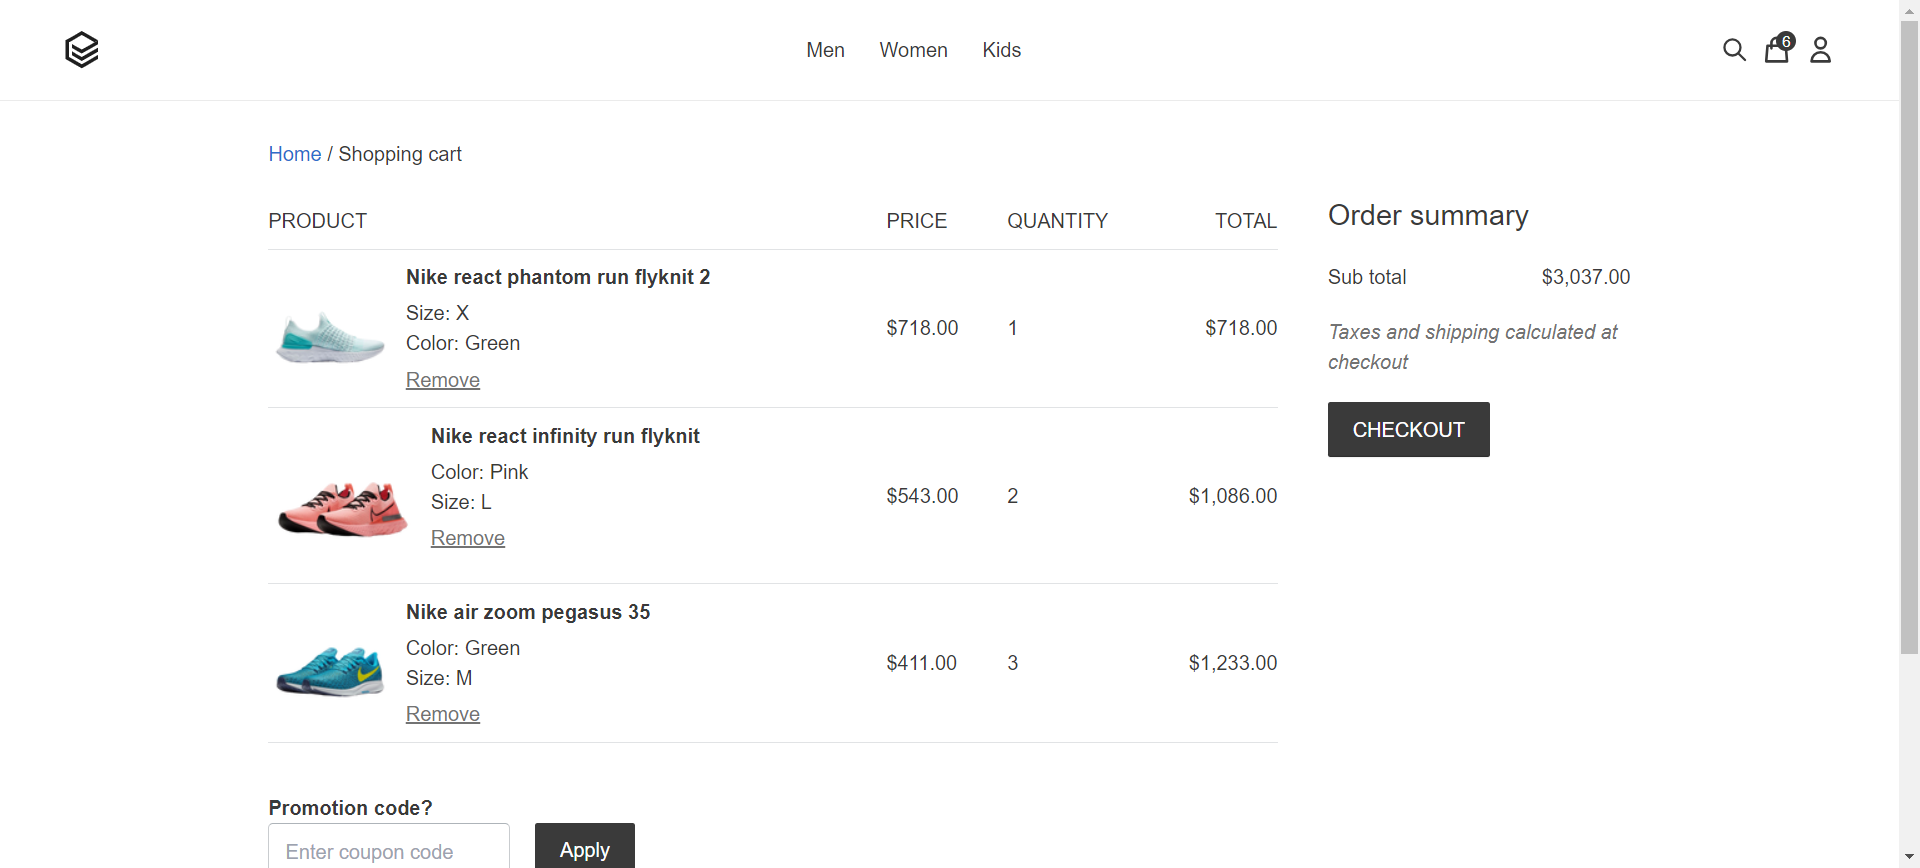 Men Women Kids
6
Home / Shopping cart
PRODUCT PRICE QUANTITY TOTAL
Nike react phantom run flyknit 2
Size: X
Color: Green
Remove
$718.00 1 $718.00
Nike react infinity run flyknit
Color: Pink
Size: L
Remove
$543.00 2 $1,086.00
Nike air zoom pegasus 35
Color: Green
Size: M
Remove
$411.00 3 $1,233.00
Promotion code?
Enter coupon code
Apply
Order summary
Sub total $3,037.00
Taxes and shipping calculated at
checkout
CHECKOUT